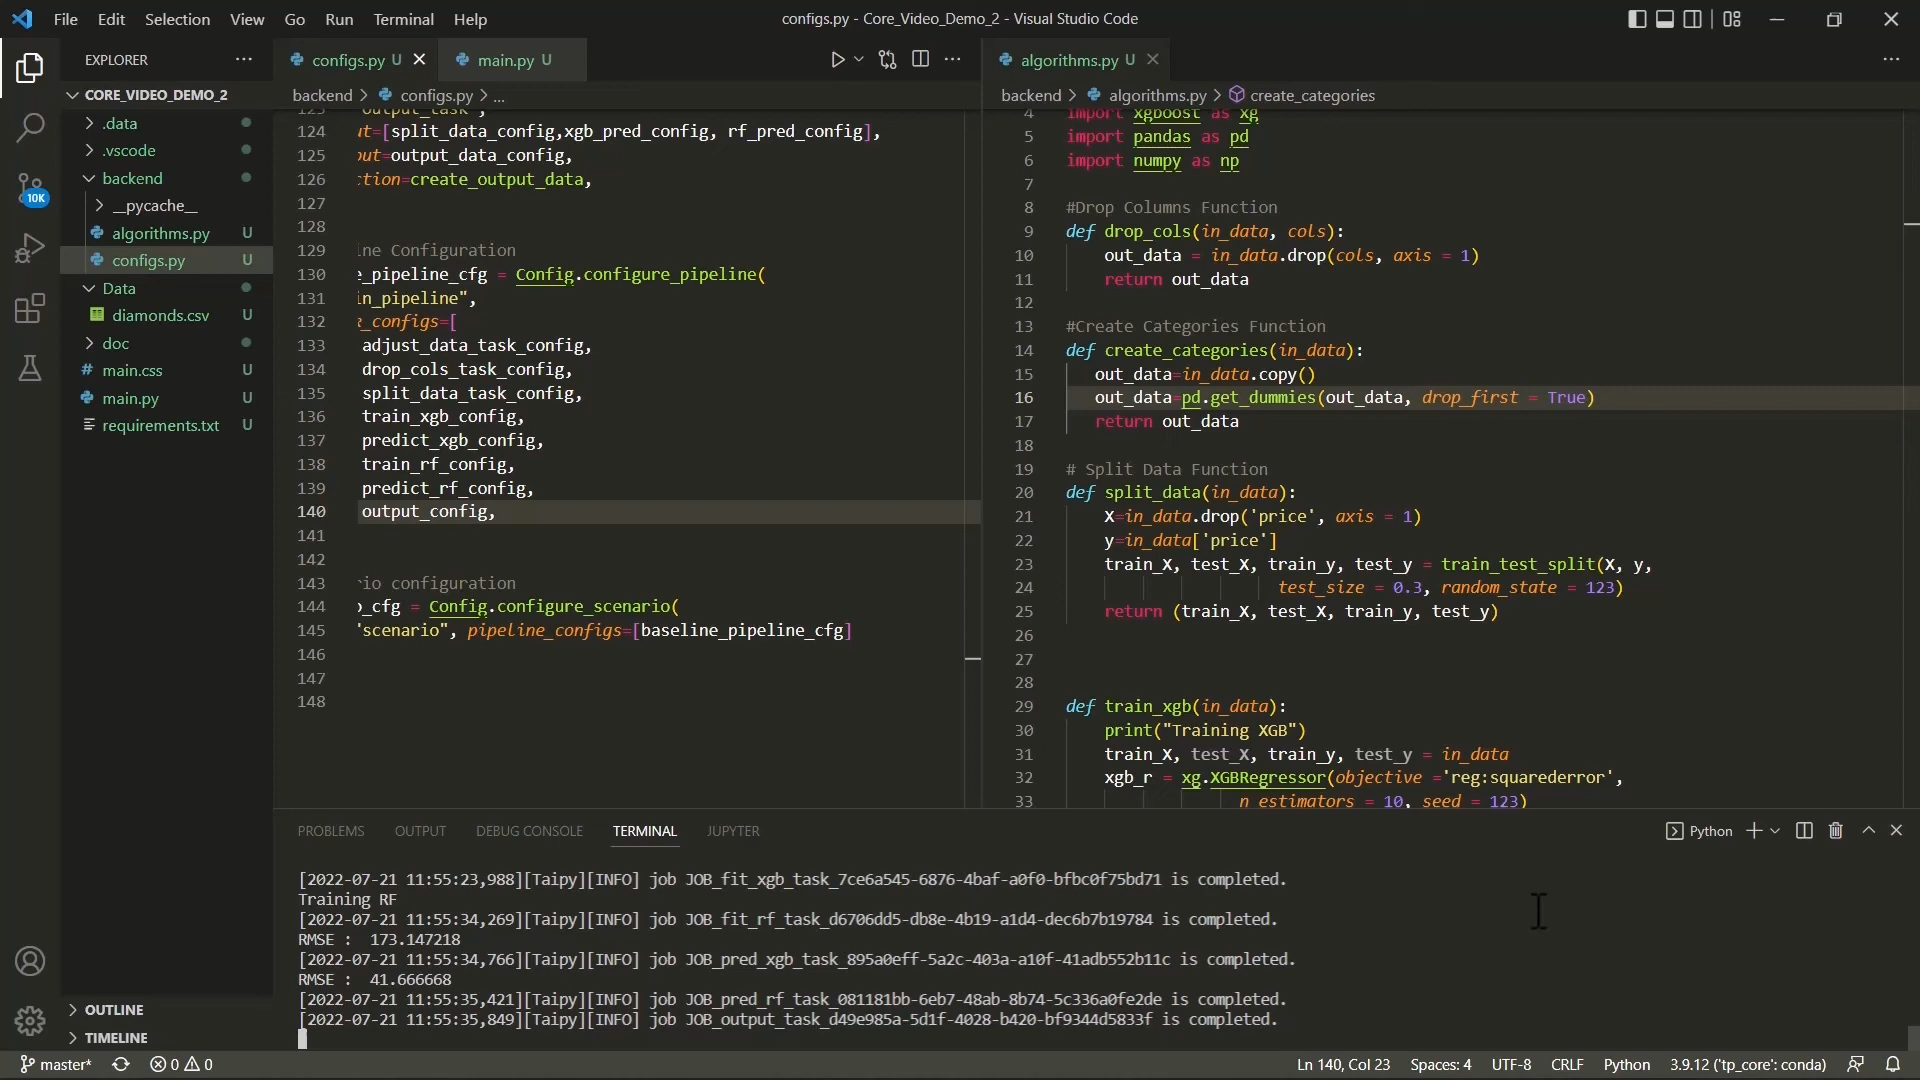 File Edit Selection View Go Run Terminal Help
configs.py - Core_Video_Demo_2 - Visual Studio Code
EXPLORER
CORE_VIDEO_DEMO_2
.data
.vscode
backend
__pycache__
algorithms.py U
configs.py U
Data
diamonds.csv U
doc
main.css U
main.py U
requirements.txt U
OUTLINE
TIMELINE
10K
configs.py U
main.py U
backend > configs.py > ...
124 ut=[split_data_config,xgb_pred_config, rf_pred_config],
125 out=output_data_config,
126 ction=create_output_data,
127
128
129 ine Configuration
130 e_pipeline_cfg = Config.configure_pipeline(
131 in_pipeline",
132 k_configs=[
133 adjust_data_task_config,
134 drop_cols_task_config,
135 split_data_task_config,
136 train_xgb_config,
137 predict_xgb_config,
138 train_rf_config,
139 predict_rf_config,
140 output_config,
141
142
143 rio configuration
144 o_cfg = Config.configure_scenario(
145 "scenario", pipeline_configs=[baseline_pipeline_cfg]
146
147
148
algorithms.py U
backend > algorithms.py > create_categories
4 import xgboost as xg
5 import pandas as pd
6 import numpy as np
7
8 #Drop Columns Function
9 def drop_cols(in_data, cols):
10 out_data = in_data.drop(cols, axis = 1)
11 return out_data
12
13 #Create Categories Function
14 def create_categories(in_data):
15 out_data=in_data.copy()
16 out_data=pd.get_dummies(out_data, drop_first = True)
17 return out_data
18
19 # Split Data Function
20 def split_data(in_data):
21 X=in_data.drop('price', axis = 1)
22 y=in_data['price']
23 train_X, test_X, train_y, test_y = train_test_split(X, y,
24 test_size = 0.3, random_state = 123)
25 return (train_X, test_X, train_y, test_y)
26
27
28
29 def train_xgb(in_data):
30 print("Training XGB")
31 train_X, test_X, train_y, test_y = in_data
32 xgb_r = xg.XGBRegressor(objective ='reg:squarederror',
33 n_estimators = 10, seed = 123)
PROBLEMS OUTPUT DEBUG CONSOLE TERMINAL JUPYTER
Python
[2022-07-21 11:55:23,988][Taipy][INFO] job JOB_fit_xgb_task_7ce6a545-6876-4baf-a0f0-bfbc0f75bd71 is completed.
Training RF
[2022-07-21 11:55:34,269][Taipy][INFO] job JOB_fit_rf_task_d6706dd5-db8e-4b19-a1d4-dec6b7b19784 is completed.
RMSE : 173.147218
[2022-07-21 11:55:34,766][Taipy][INFO] job JOB_pred_xgb_task_895a0eff-5a2c-403a-a10f-41adb552b11c is completed.
RMSE : 41.666668
[2022-07-21 11:55:35,421][Taipy][INFO] job JOB_pred_rf_task_081181bb-6eb7-48ab-8b74-5c336a0fe2de is completed.
[2022-07-21 11:55:35,849][Taipy][INFO] job JOB_output_task_d49e985a-5d1f-4028-b420-bf9344d5833f is completed.
master* 0 0
Ln 140, Col 23 Spaces: 4 UTF-8 CRLF Python 3.9.12 ('tp_core': conda)